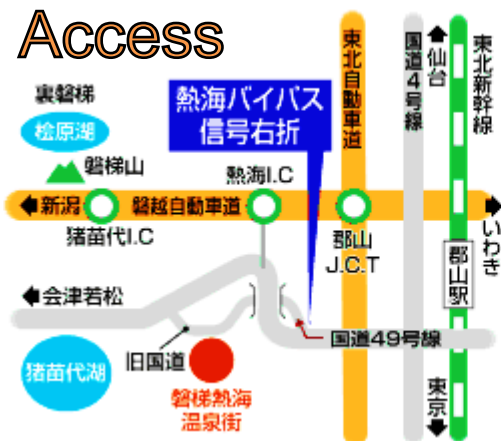 Access
裏磐梯
桧原湖
磐梯山
熱海バイパス
信号右折
東北自動車道
国道4号線
仙台
東北新幹線
熱海I.C
新潟
磐越自動車道
いわき
猪苗代I.C
郡山
J.C.T
郡山駅
会津若松
旧国道
国道49号線
猪苗代湖
磐梯熱海
温泉街
東京